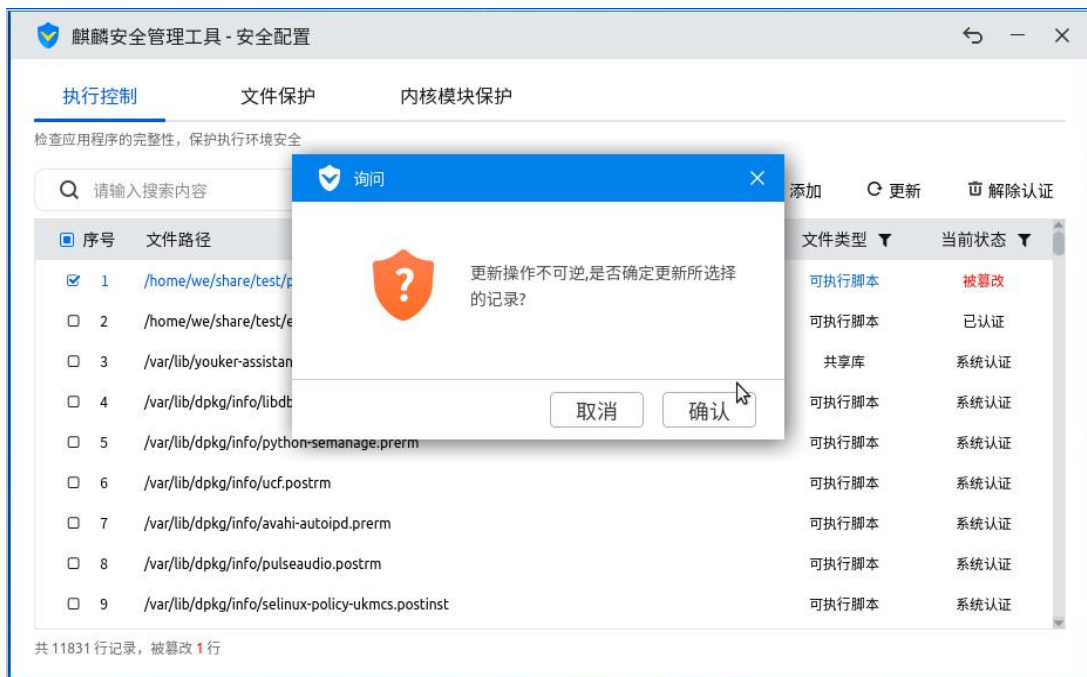 麒麟安全管理工具 - 安全配置
执行控制 文件保护 内核模块保护
检查应用程序的完整性，保护执行环境安全
请输入搜索内容 添加 更新 解除认证
询问
更新操作不可逆,是否确定更新所选择
的记录?
取消 确认
序号 文件路径 文件类型 当前状态
1 /home/we/share/test/ 可执行脚本 被篡改
2 /home/we/share/test/ 可执行脚本 已认证
3 /var/lib/youker-assistan 共享库 系统认证
4 /var/lib/dpkg/info/libdb 可执行脚本 系统认证
5 /var/lib/dpkg/info/python-semanage.prerm 可执行脚本 系统认证
6 /var/lib/dpkg/info/ucf.postrm 可执行脚本 系统认证
7 /var/lib/dpkg/info/avahi-autoipd.prerm 可执行脚本 系统认证
8 /var/lib/dpkg/info/pulseaudio.postrm 可执行脚本 系统认证
9 /var/lib/dpkg/info/selinux-policy-ukmcs.postinst 可执行脚本 系统认证
共 11831 行记录，被篡改 1 行